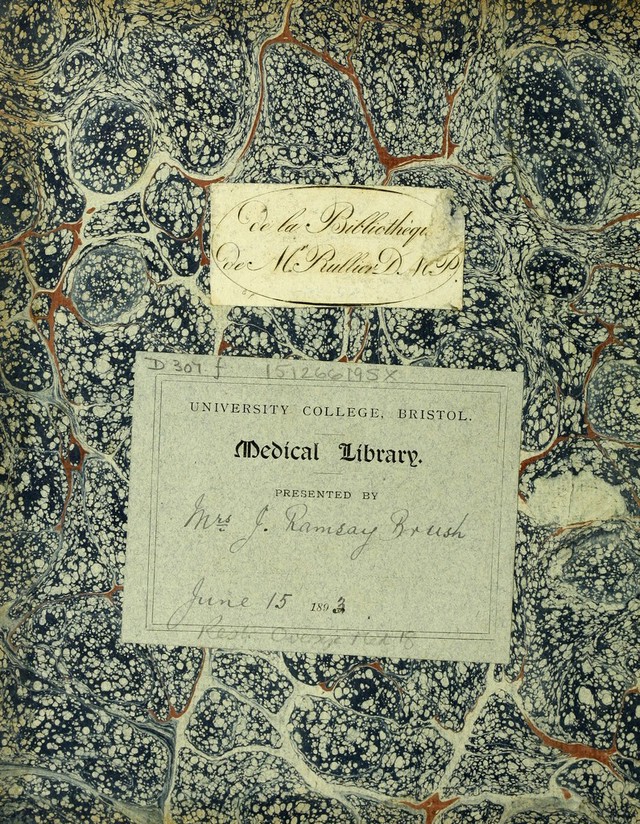 de la Bibliothèqu
de Mr. Rullier D. M. P.
D 307 f 151266195X
UNIVERSITY COLLEGE, BRISTOL.
Medical Library.
PRESENTED BY
Mrs J. Ramsay Brush
June 15 1893